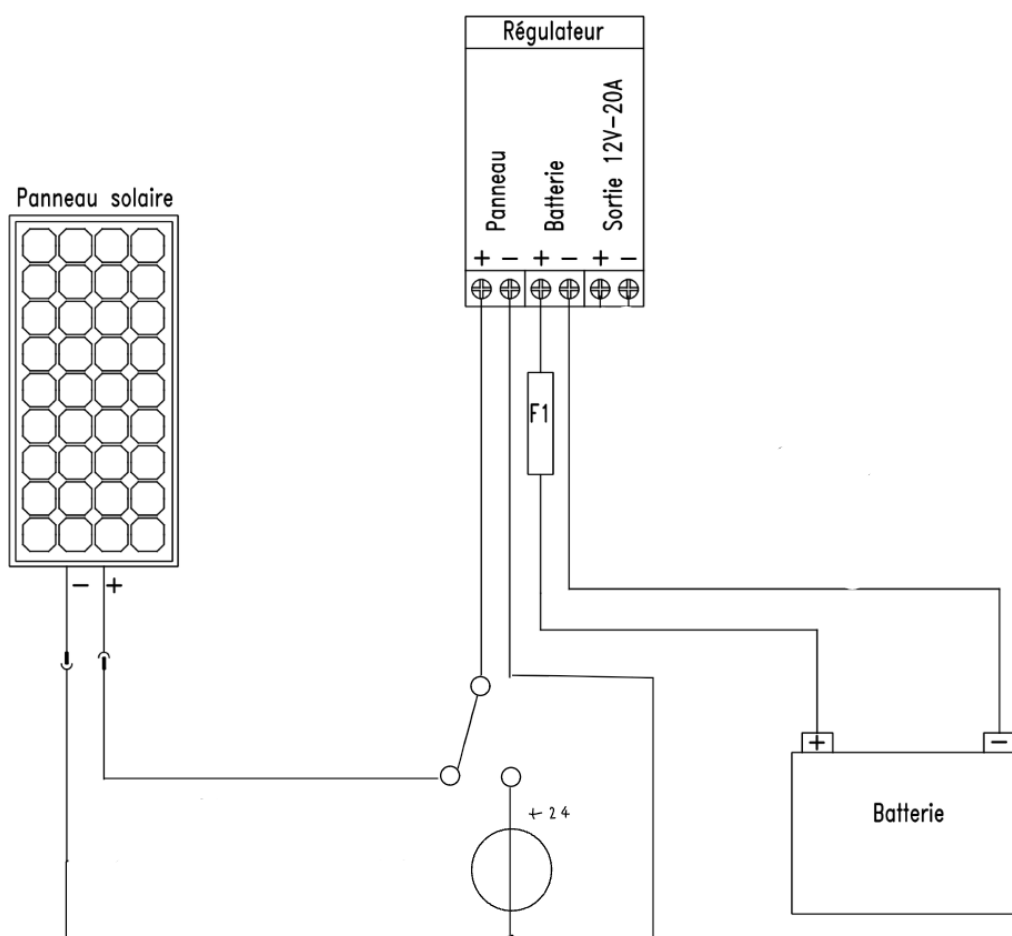 Régulateur
Panneau
Batterie
Sortie 12V-20A
+ - + - + -
Panneau solaire
F1
- +
+ -
+ 24
Batterie